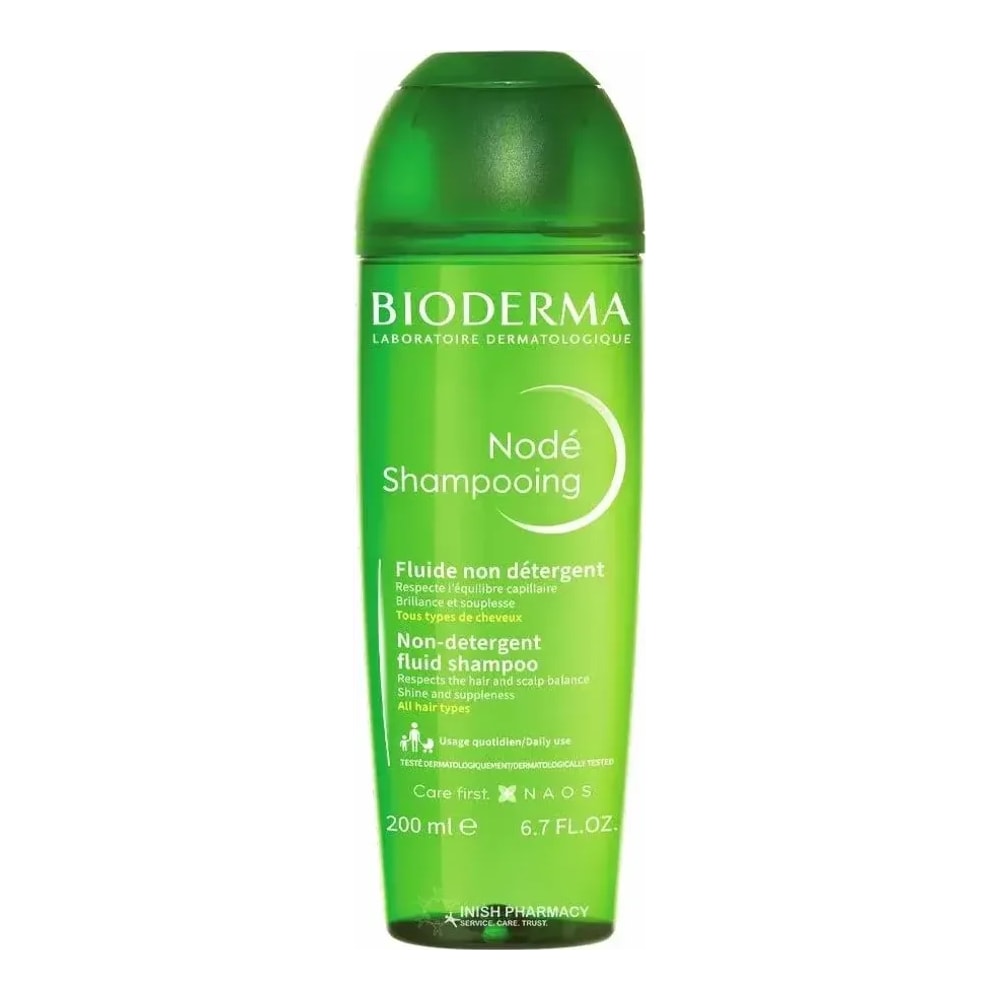 BIODERMA
LABORATOIRE DERMATOLOGIQUE
Nodé
Shampooing
Fluide non détergent
Respecte l'équilibre capillaire
Brillance et souplesse
Tous types de cheveux
Non-detergent
fluid shampoo
Respects the hair and scalp balance
Shine and suppleness
All hair types
Usage quotidien/Daily use
TESTÉ DERMATOLOGIQUEMENT/DERMATOLOGICALLY TESTED
Care first. NAOS
200 ml ℮ 6.7 FL.OZ.
INISH PHARMACY
SERVICE. CARE. TRUST.